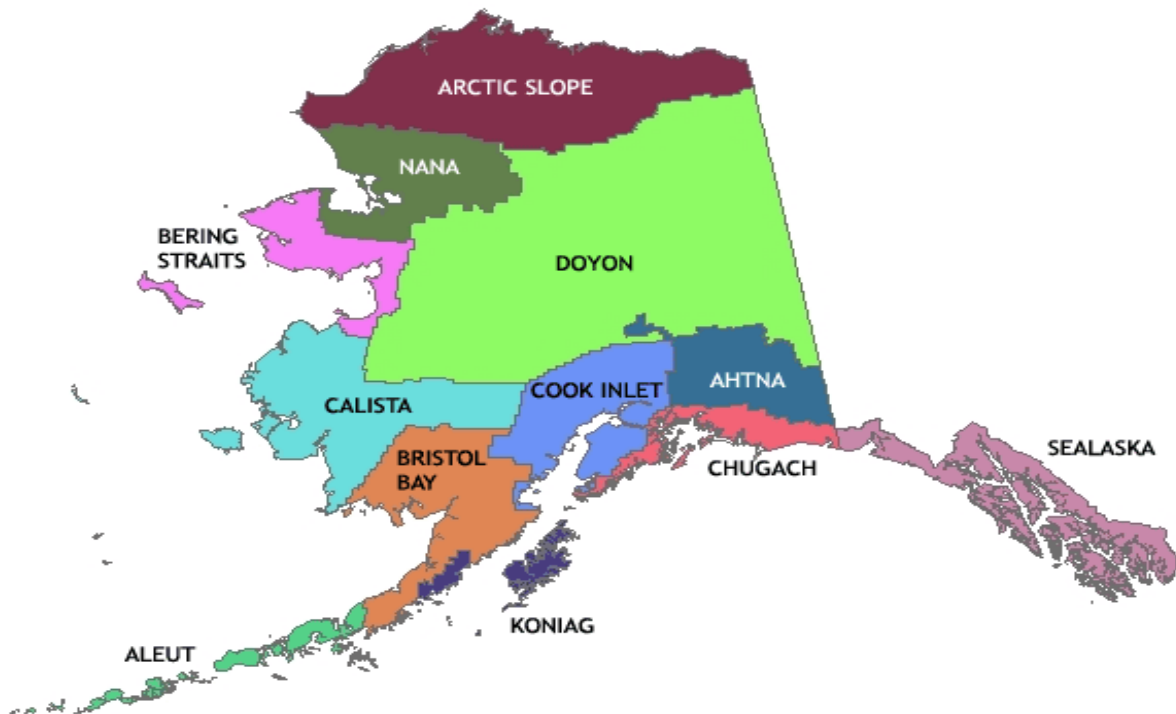 ARCTIC SLOPE
NANA
BERING
STRAITS
DOYON
COOK INLET
AHTNA
CALISTA
BRISTOL
BAY
CHUGACH
SEALASKA
KONIAG
ALEUT